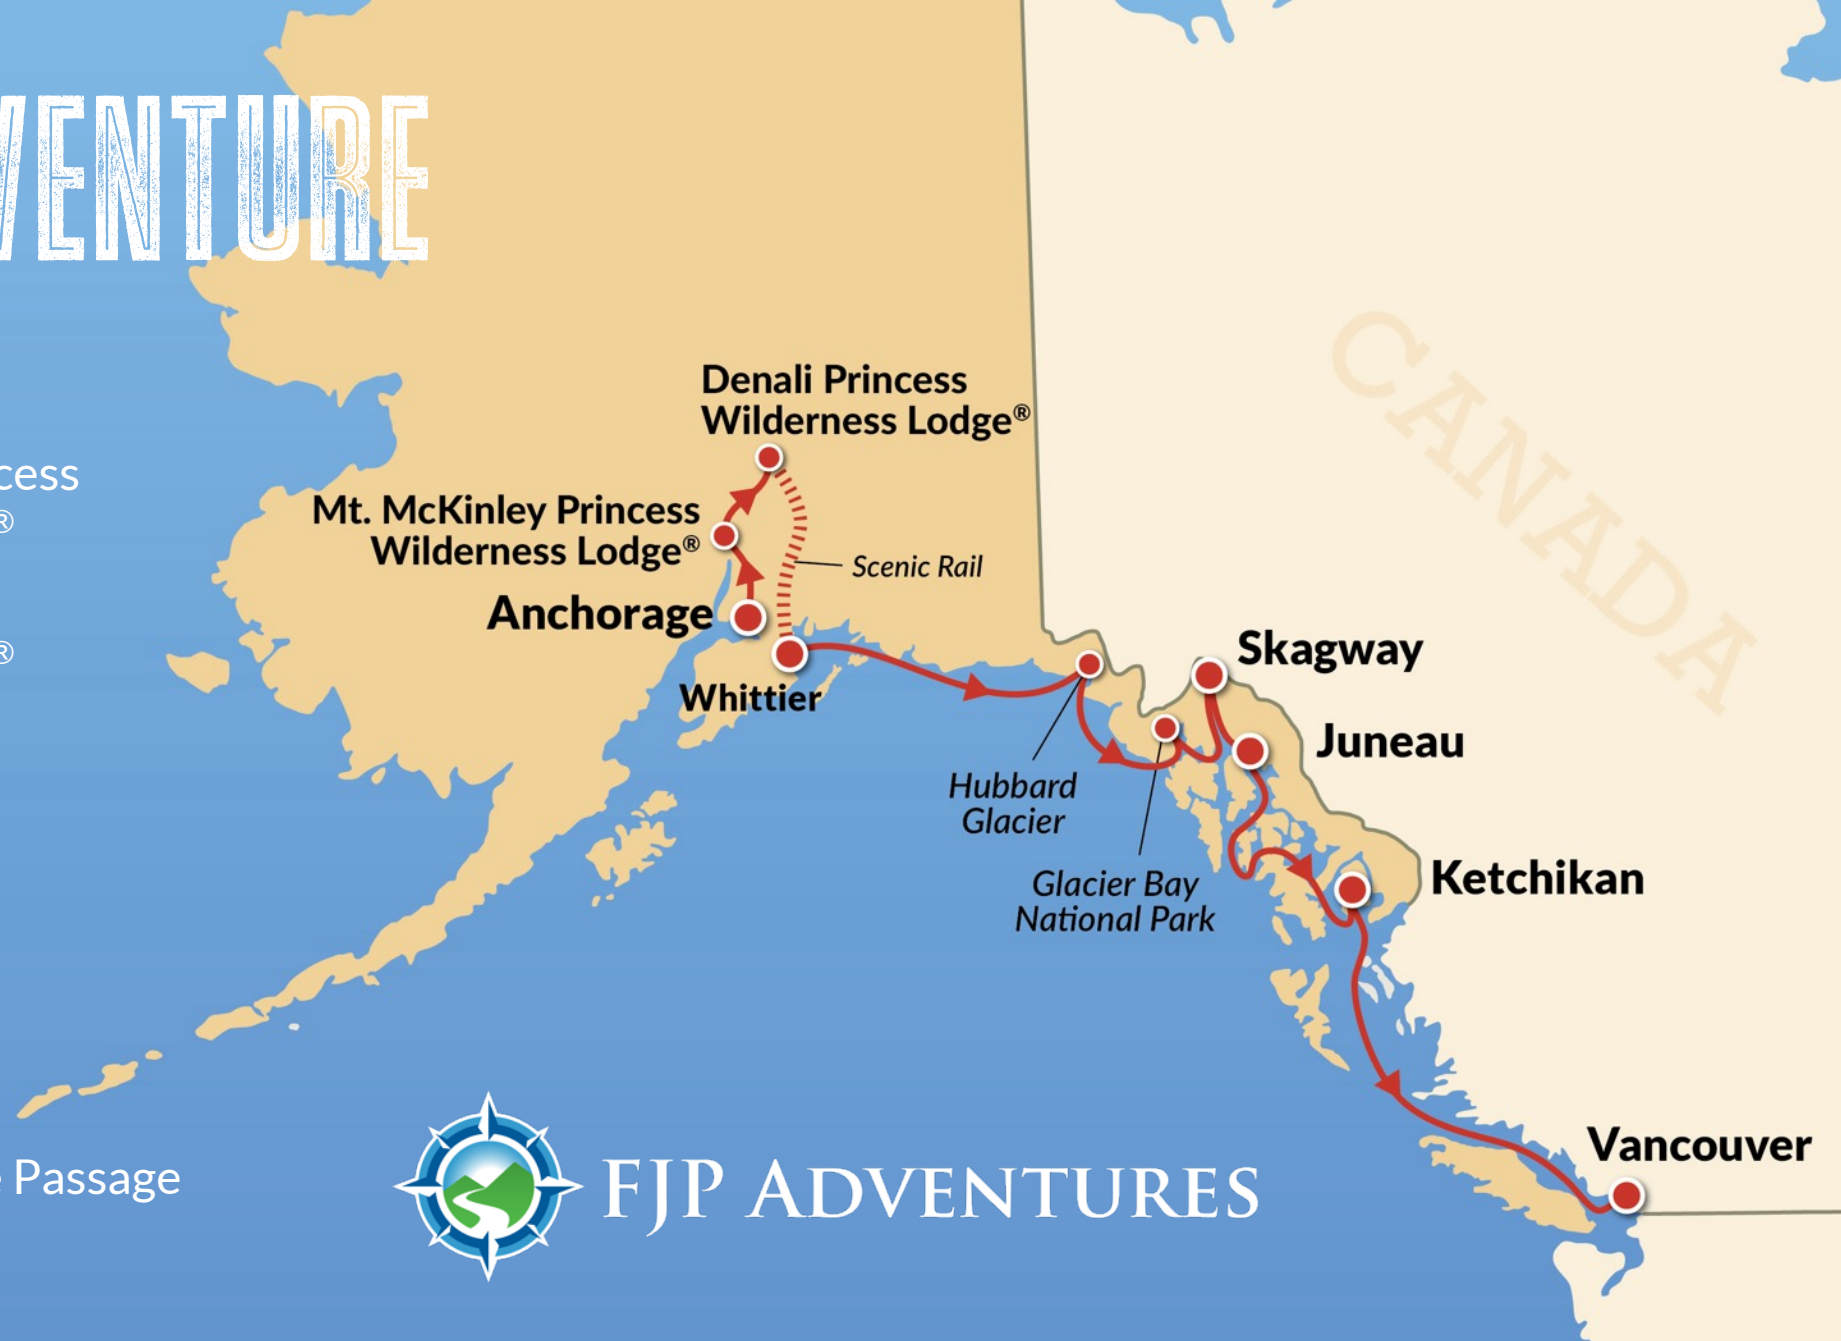 VENTURE
cess
®
®
e Passage
Denali Princess
Wilderness Lodge®
Mt. McKinley Princess
Wilderness Lodge®
Scenic Rail
Anchorage
Whittier
Hubbard
Glacier
Glacier Bay
National Park
Skagway
Juneau
Ketchikan
Vancouver
CANADA
FJP ADVENTURES